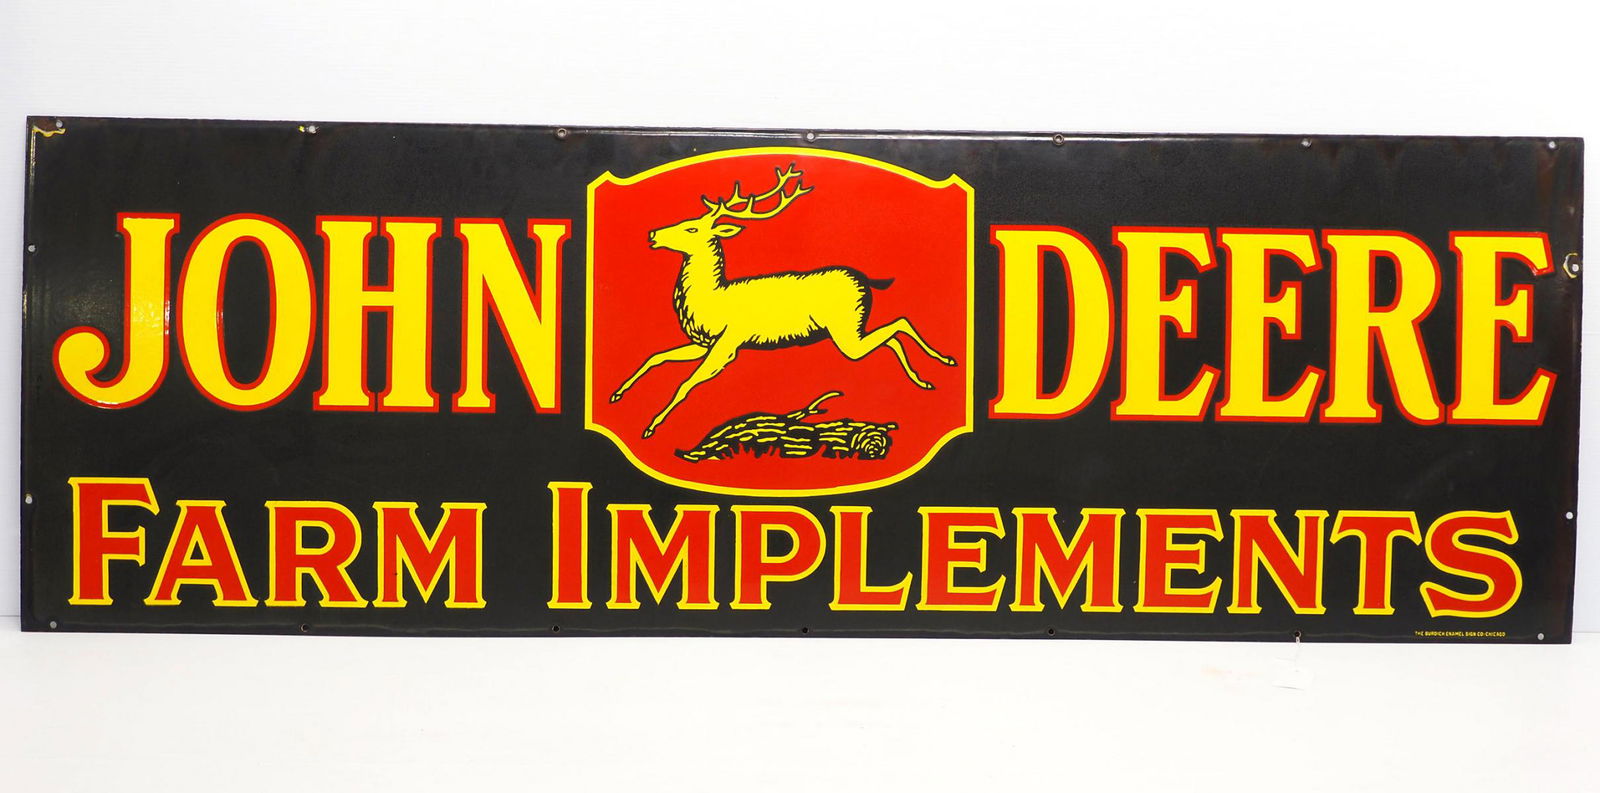 JOHN DEERE
FARM IMPLEMENTS
THE BURDICK ENAMEL SIGN CO·CHICAGO